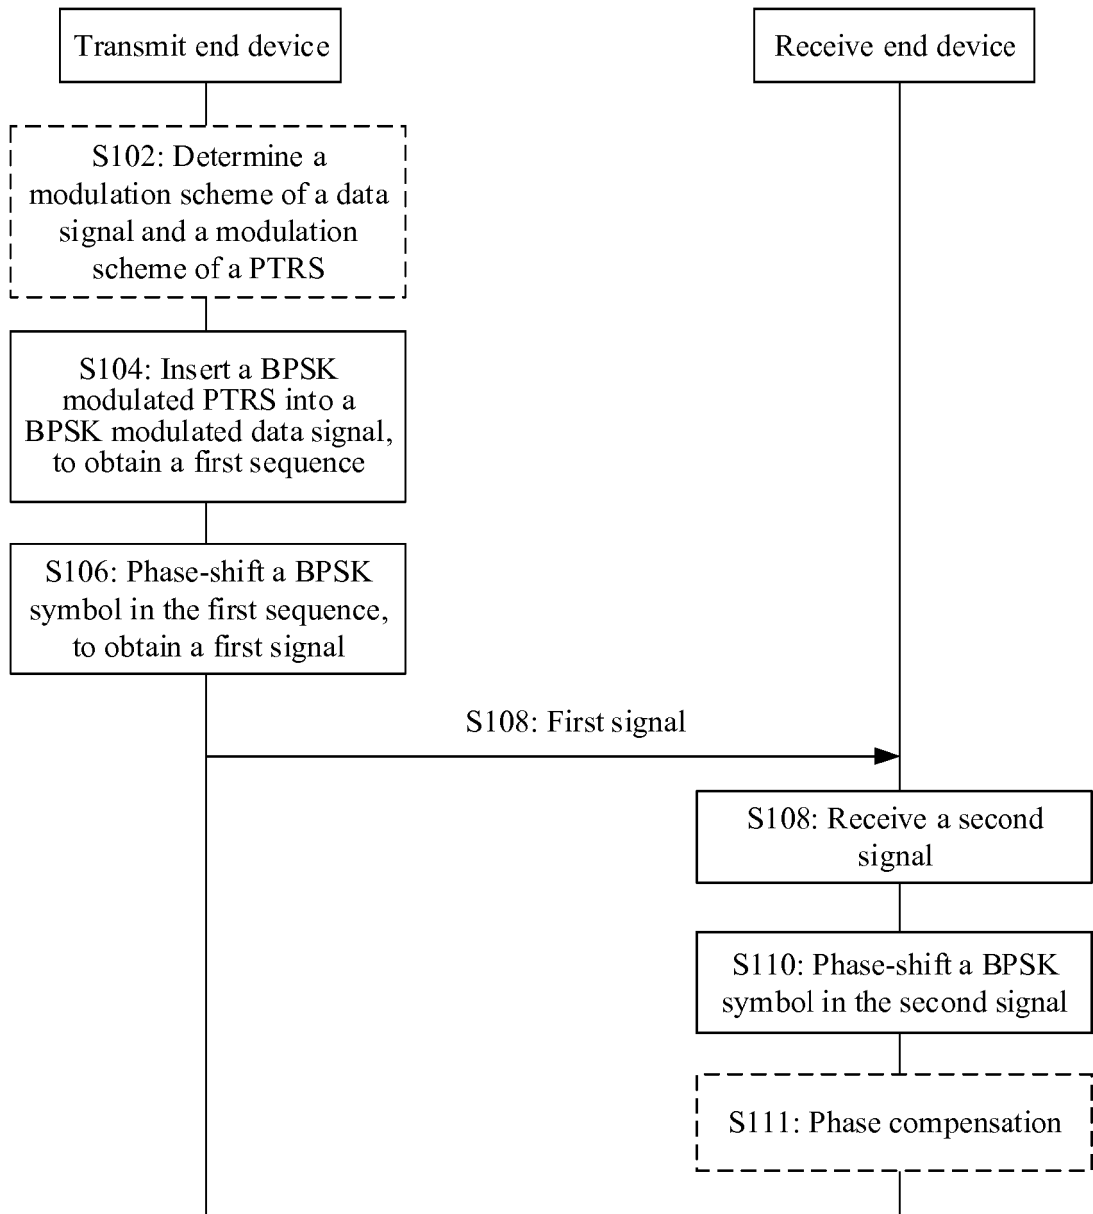 Transmit end device
Receive end device
S102: Determine a
modulation scheme of a data
signal and a modulation
scheme of a PTRS
S104: Insert a BPSK
modulated PTRS into a
BPSK modulated data signal,
to obtain a first sequence
S106: Phase-shift a BPSK
symbol in the first sequence,
to obtain a first signal
S108: First signal
S108: Receive a second
signal
S110: Phase-shift a BPSK
symbol in the second signal
S111: Phase compensation